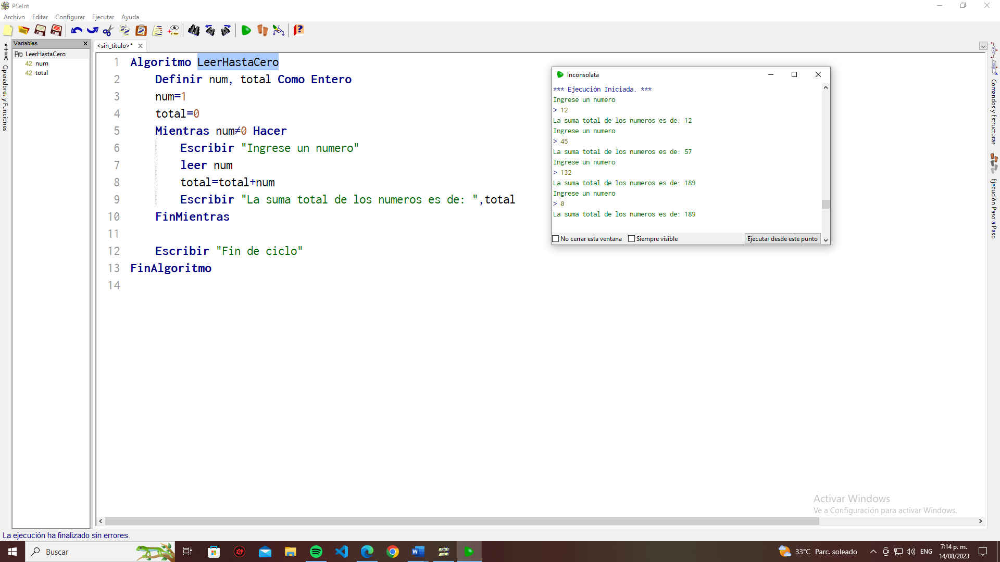 PSeInt
Archivo Editar Configurar Ejecutar Ayuda
Variables
<sin_titulo>*
*+=<
Operadores y Funciones
Pro LeerHastaCero
42 num
42 total
1 Algoritmo LeerHastaCero
2 Definir num, total Como Entero
3 num=1
4 total=0
5 Mientras num≠0 Hacer
6 Escribir "Ingrese un numero"
7 leer num
8 total=total+num
9 Escribir "La suma total de los numeros es de: ",total
10 FinMientras
11
12 Escribir "Fin de ciclo"
13 FinAlgoritmo
14
Inconsolata
*** Ejecución Iniciada. ***
Ingrese un numero
> 12
La suma total de los numeros es de: 12
Ingrese un numero
> 45
La suma total de los numeros es de: 57
Ingrese un numero
> 132
La suma total de los numeros es de: 189
Ingrese un numero
> 0
La suma total de los numeros es de: 189
No cerrar esta ventana Siempre visible Ejecutar desde este punto
Comandos y Estructuras
Ejecución Paso a Paso
Activar Windows
Ve a Configuración para activar Windows.
La ejecución ha finalizado sin errores.
Buscar
33°C Parc. soleado
ENG
7:14 p. m.
14/08/2023